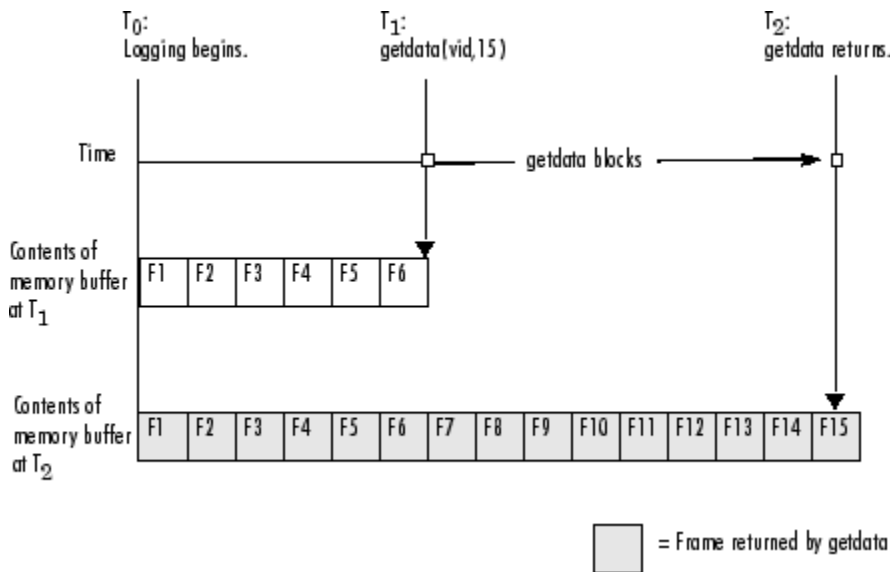 T0:
Logging begins.
T1:
getdata(vid,15)
T2:
getdata returns.
Time
getdata blocks
Contents of
memory buffer
at T1
F1 F2 F3 F4 F5 F6
Contents of
memory buffer
at T2
F1 F2 F3 F4 F5 F6 F7 F8 F9 F10 F11 F12 F13 F14 F15
= Frame returned by getdata